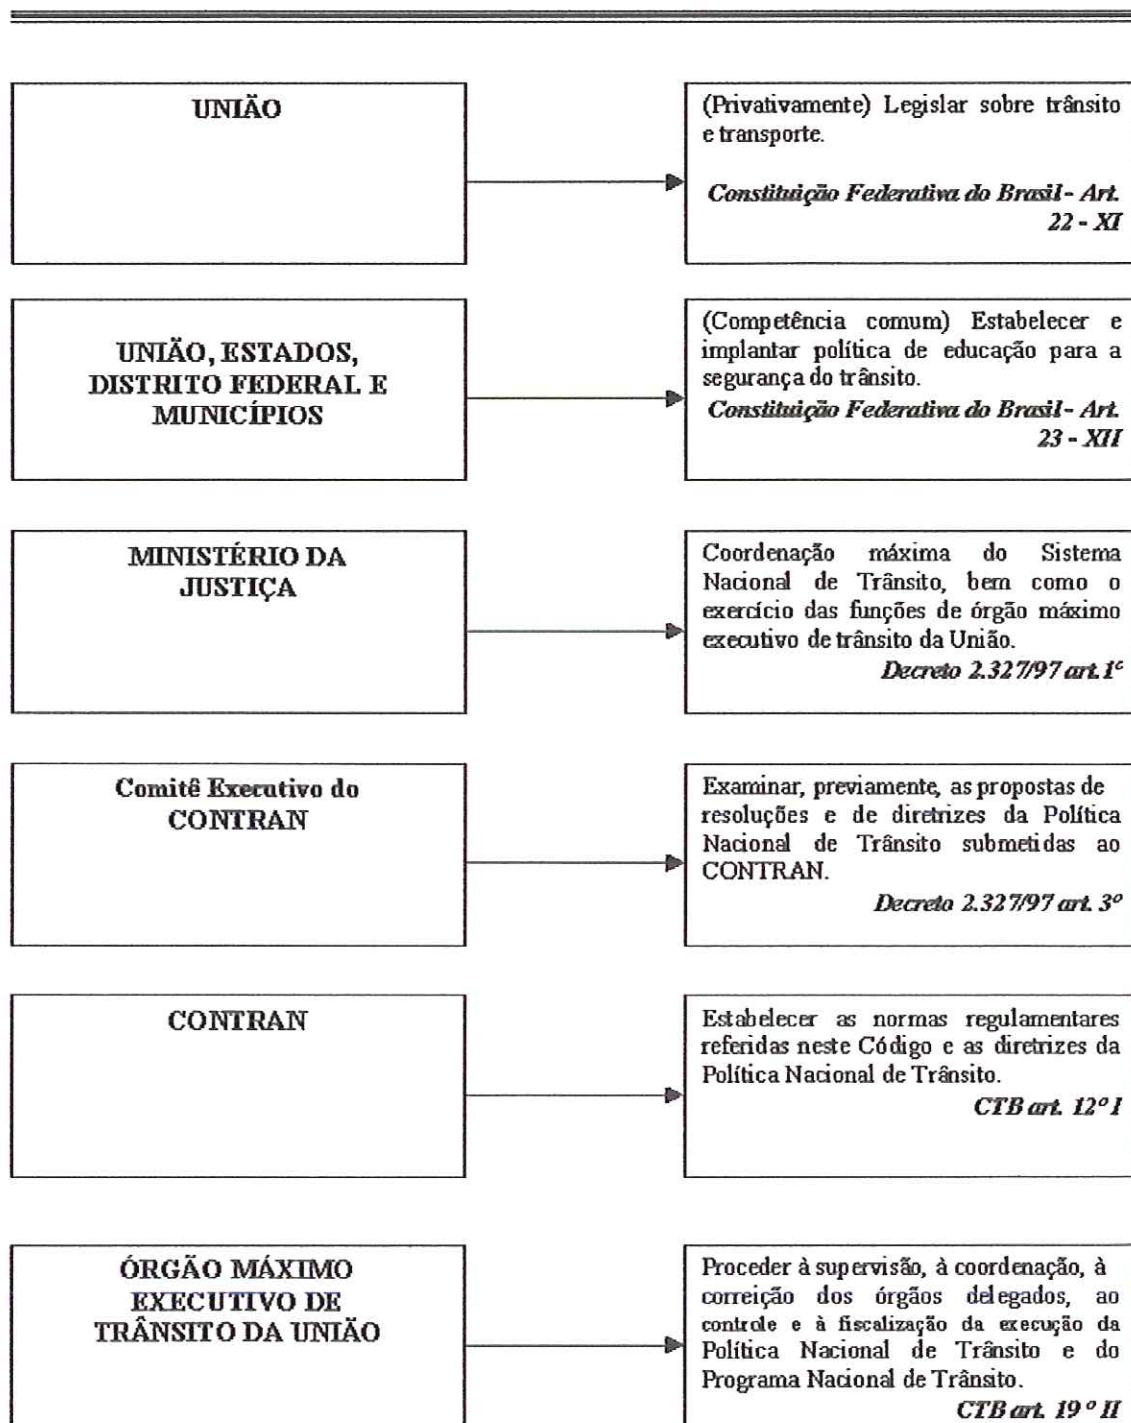 UNIÃO
(Privativamente) Legislar sobre trânsito
e transporte.
Constituição Federativa do Brasil - Art.
22 - XI
UNIÃO, ESTADOS,
DISTRITO FEDERAL E
MUNICÍPIOS
(Competência comum) Estabelecer e
implantar política de educação para a
segurança do trânsito.
Constituição Federativa do Brasil - Art.
23 - XII
MINISTÉRIO DA
JUSTIÇA
Coordenação máxima do Sistema
Nacional de Trânsito, bem como o
exercício das funções de órgão máximo
executivo de trânsito da União.
Decreto 2.327/97 art.1º
Comitê Executivo do
CONTRAN
Examinar, previamente, as propostas de
resoluções e de diretrizes da Política
Nacional de Trânsito submetidas ao
CONTRAN.
Decreto 2.327/97 art. 3º
CONTRAN
Estabelecer as normas regulamentares
referidas neste Código e as diretrizes da
Política Nacional de Trânsito.
CTB art. 12º I
ÓRGÃO MÁXIMO
EXECUTIVO DE
TRÂNSITO DA UNIÃO
Proceder à supervisão, à coordenação, à
correição dos órgãos delegados, ao
controle e à fiscalização da execução da
Política Nacional de Trânsito e do
Programa Nacional de Trânsito.
CTB art. 19 º II